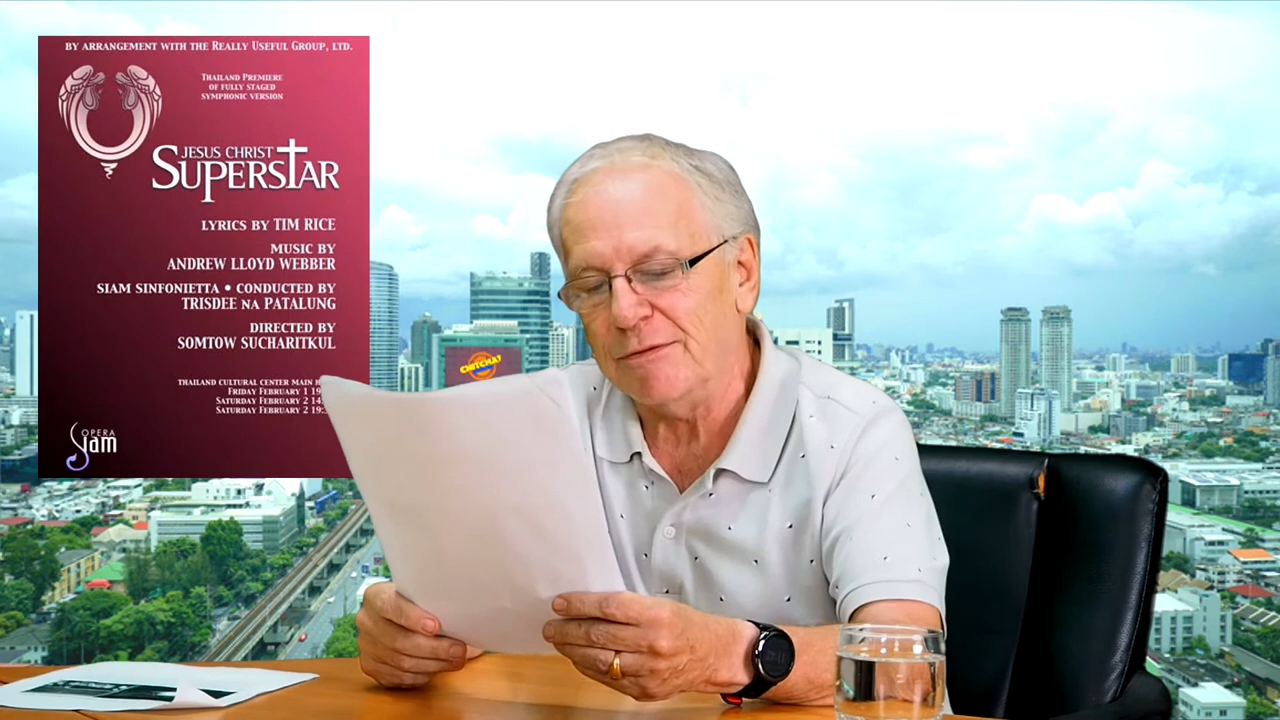 BY ARRANGEMENT WITH THE REALLY USEFUL GROUP, LTD.
THAILAND PREMIERE
OF FULLY STAGED
SYMPHONIC VERSION
JESUS CHRIST
SUPERSTAR
LYRICS BY TIM RICE
MUSIC BY
ANDREW LLOYD WEBBER
SIAM SINFONIETTA • CONDUCTED BY
TRISDEE NA PATALUNG
DIRECTED BY
SOMTOW SUCHARITKUL
THAILAND CULTURAL CENTER MAIN
FRIDAY FEBRUARY 1
SATURDAY FEBRUARY 2
SATURDAY FEBRUARY 2
OPERA
Siam
CHITCHAT